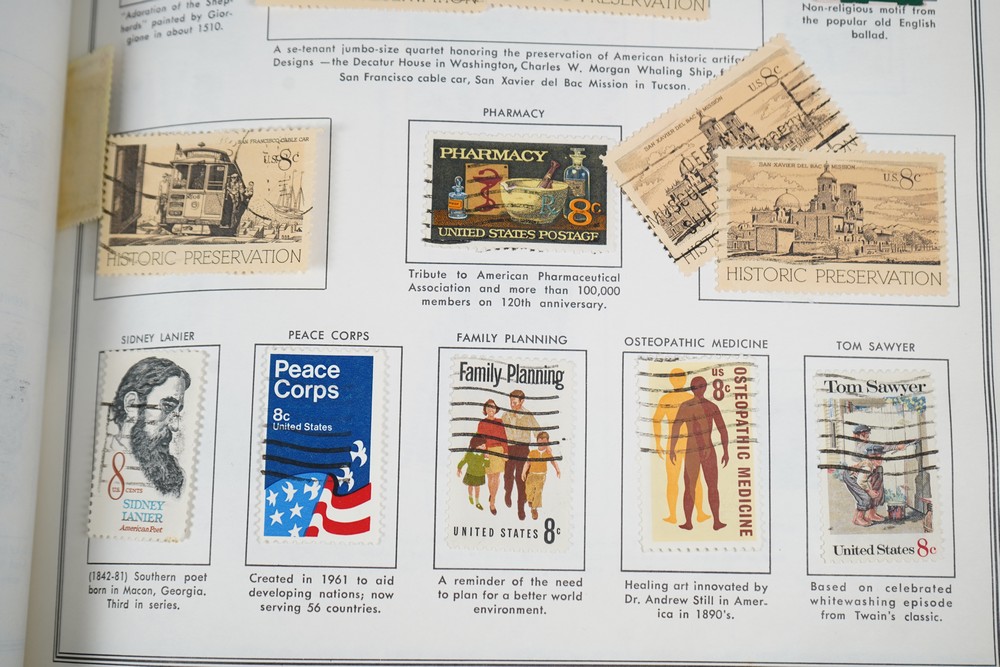 "Adoration of the Shep-
herds" painted by Gior-
gione in about 1510.
PRESERVATION
Non-religious motif from
the popular old English
ballad.
A se-tenant jumbo-size quartet honoring the preservation of American historic
Designs —the Decatur House in Washington, Charles W. Morgan Whaling Ship,
San Francisco cable car, San Xavier del Bac Mission in Tucson.
SAN FRANCISCO CABLE CAR
U.S. 8c
HISTORIC PRESERVATION
PHARMACY
PHARMACY
Rx 8c
UNITED STATES POSTAGE
Tribute to American Pharmaceutical
Association and more than 100,000
members on 120th anniversary.
SAN XAVIER DEL BAC MISSION
U.S. 8c
SAN XAVIER DEL BAC MISSION
U.S. 8c
HISTORIC PRESERVATION
SIDNEY LANIER
8
CENTS
SIDNEY
LANIER
American Poet
(1842-81) Southern poet
born in Macon, Georgia.
Third in series.
PEACE CORPS
Peace
Corps
8c
United States
Created in 1961 to aid
developing nations; now
serving 56 countries.
FAMILY PLANNING
Family Planning
UNITED STATES 8c
A reminder of the need
to plan for a better world
environment.
OSTEOPATHIC MEDICINE
US
8c
OSTEOPATHIC MEDICINE
Healing art innovated by
Dr. Andrew Still in Amer-
ica in 1890's.
TOM SAWYER
Tom Sawyer
United States 8c
Based on celebrated
whitewashing episode
from Twain's classic.